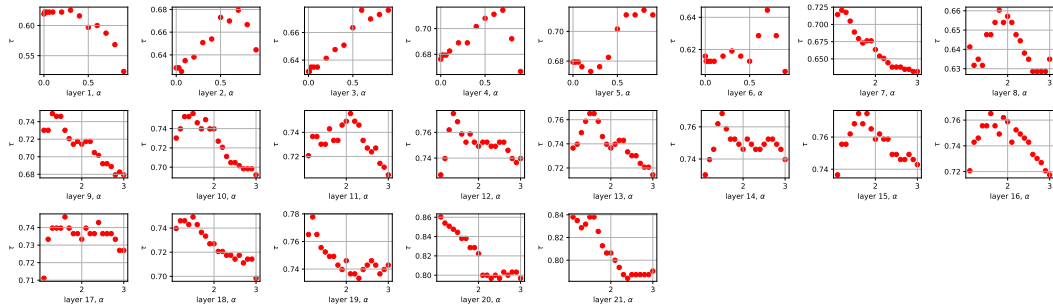 0.60
0.55
τ
0.0 0.5
layer 1, α
0.68
0.66
0.64
τ
0.0 0.5
layer 2, α
0.675
0.650
τ
0.0 0.5
layer 3, α
0.70
0.68
τ
0.0 0.5
layer 4, α
0.70
0.68
τ
0.0 0.5
layer 5, α
0.64
0.62
τ
0.0 0.5
layer 6, α
0.725
0.700
0.675
0.650
τ
2 3
layer 7, α
0.66
0.65
0.64
0.63
τ
2 3
layer 8, α
0.74
0.72
0.70
0.68
τ
2 3
layer 9, α
0.74
0.72
0.70
τ
2 3
layer 10, α
0.74
0.72
τ
2 3
layer 11, α
0.76
0.74
0.72
τ
2 3
layer 12, α
0.76
0.74
0.72
τ
2 3
layer 13, α
0.76
0.74
τ
2 3
layer 14, α
0.76
0.74
τ
2 3
layer 15, α
0.76
0.74
0.72
τ
2 3
layer 16, α
0.74
0.73
0.72
0.71
τ
2 3
layer 17, α
0.74
0.72
0.70
τ
2 3
layer 18, α
0.78
0.76
0.74
τ
2 3
layer 19, α
0.86
0.84
0.82
0.80
τ
2 3
layer 20, α
0.84
0.82
0.80
τ
2 3
layer 21, α